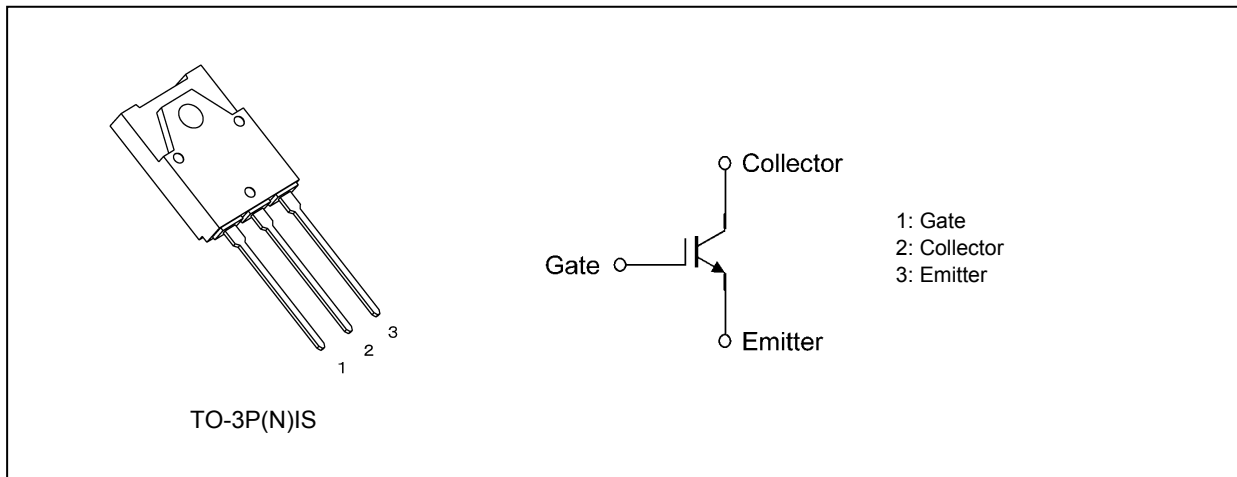 1
2
3
TO-3P(N)IS
Collector
Gate
Emitter
1: Gate
2: Collector
3: Emitter